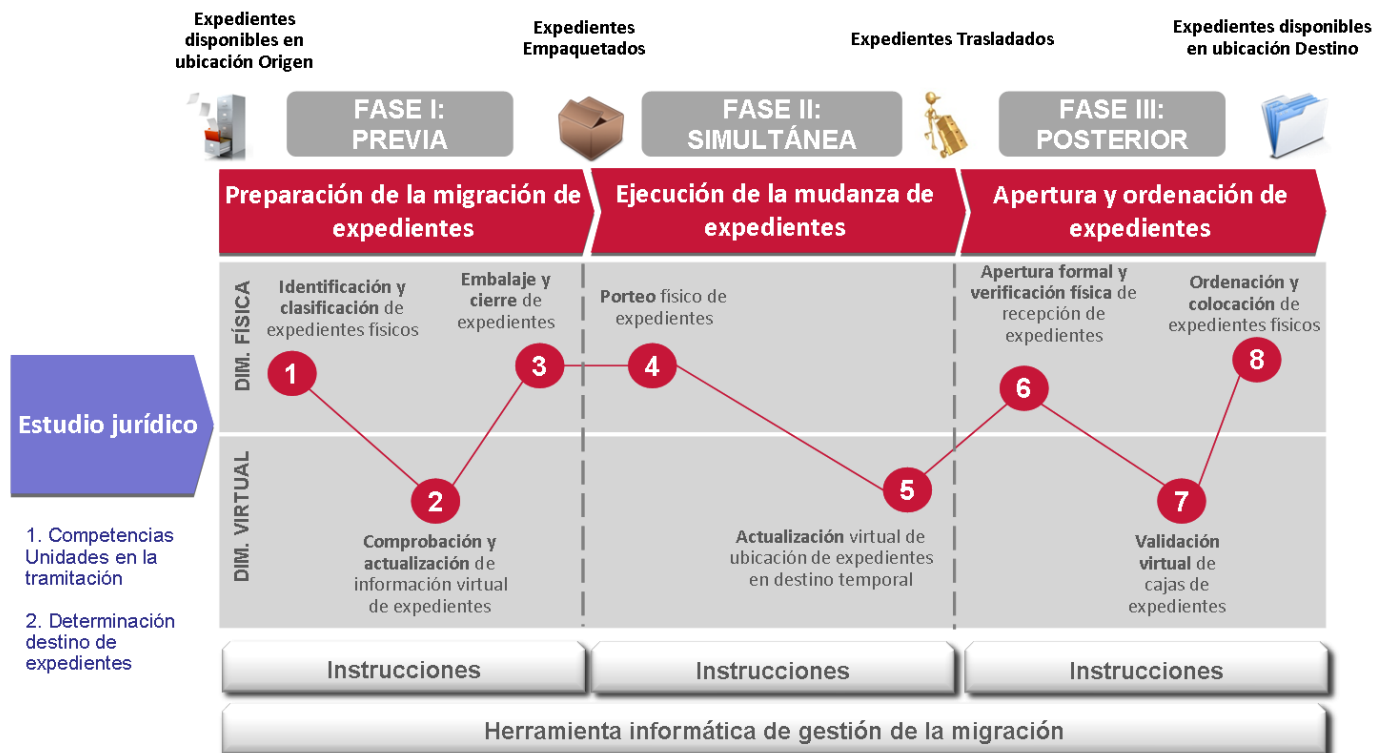 Expedientes
disponibles en
ubicación Origen
Expedientes
Empaquetados
Expedientes Trasladados
Expedientes disponibles
en ubicación Destino
FASE I:
PREVIA
FASE II:
SIMULTÁNEA
FASE III:
POSTERIOR
Preparación de la migración de
expedientes
Ejecución de la mudanza de
expedientes
Apertura y ordenación de
expedientes
DIM. FÍSICA
Identificación y
clasificación de
expedientes físicos
Embalaje y
cierre de
expedientes
Porteo físico de
expedientes
Apertura formal y
verificación física de
recepción de
expedientes
Ordenación y
colocación de
expedientes físicos
1
3
4
6
8
Estudio jurídico
1. Competencias
Unidades en la
tramitación
2. Determinación
destino de
expedientes
DIM. VIRTUAL
2
5
7
Comprobación y
actualización de
información virtual
de expedientes
Actualización virtual de
ubicación de expedientes
en destino temporal
Validación
virtual de
cajas de
expedientes
Instrucciones
Instrucciones
Instrucciones
Herramienta informática de gestión de la migración